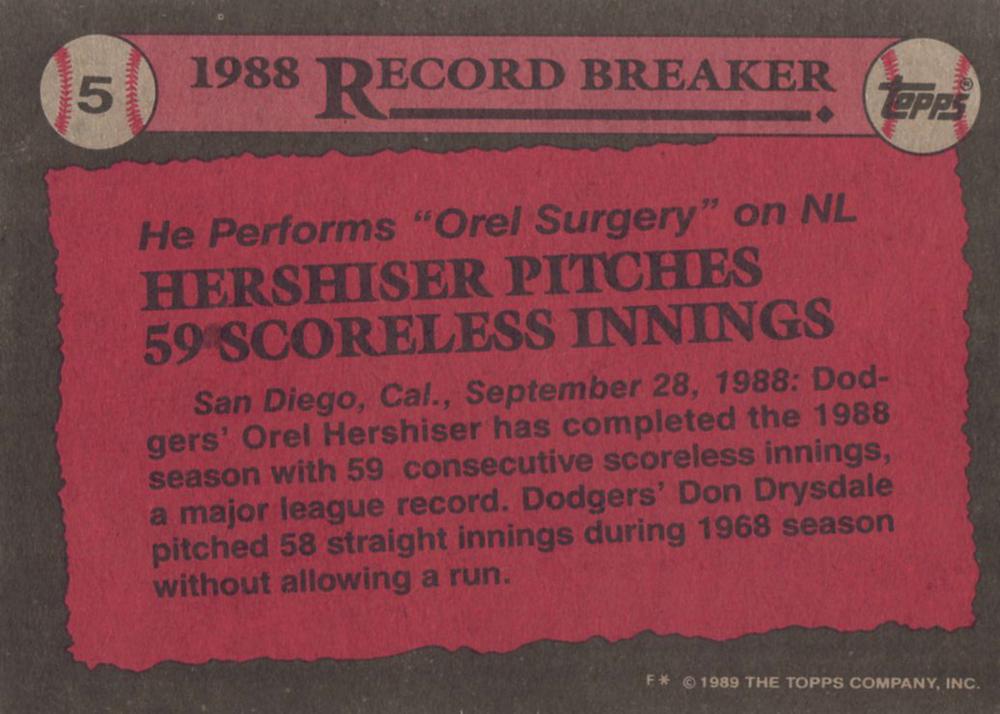 5
1988 RECORD BREAKER
Topps®
He Performs “Orel Surgery” on NL
HERSHISER PITCHES
59 SCORELESS INNINGS
San Diego, Cal., September 28, 1988: Dod-
gers’ Orel Hershiser has completed the 1988
season with 59 consecutive scoreless innings,
a major league record. Dodgers’ Don Drysdale
pitched 58 straight innings during 1968 season
without allowing a run.
F* © 1989 THE TOPPS COMPANY, INC.